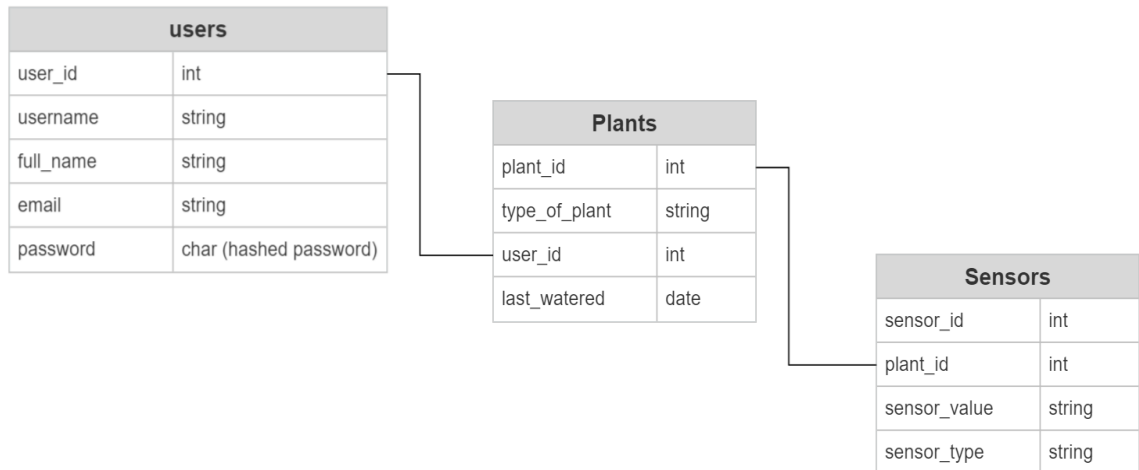 users
user_id int
username string
full_name string
email string
password char (hashed password)
Plants
plant_id int
type_of_plant string
user_id int
last_watered date
Sensors
sensor_id int
plant_id int
sensor_value string
sensor_type string